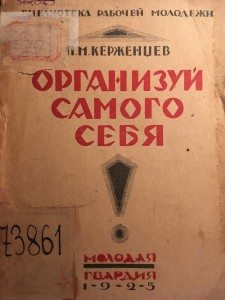 БИБЛИОТЕКА РАБОЧЕЙ МОЛОДЕЖИ
П.М. КЕРЖЕНЦЕВ
ОРГАНИЗУЙ
САМОГО
СЕБЯ
!
73861
МОЛОДАЯ
ГВАРДИЯ
1-9-2-5